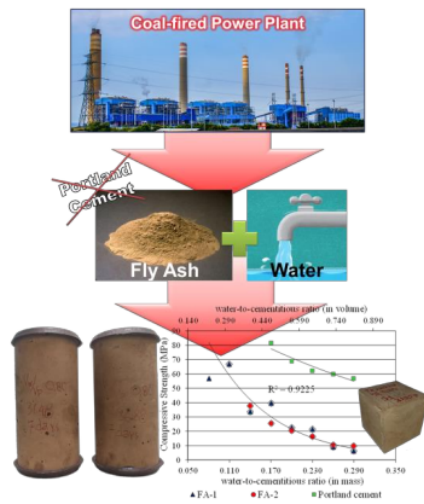 Coal-fired Power Plant
Portland
Cement
Fly Ash
Water
water-to-cementitious ratio (in volume)
0.140 0.290 0.440 0.590 0.740 0.890
Compressive Strength (MPa)
90
80
70
60
50
40
30
20
10
0
R² = 0.9225
0.050 0.110 0.170 0.230 0.290 0.350
water-to-cementitious ratio
(in mass)
FA-1 FA-2 Portland cement